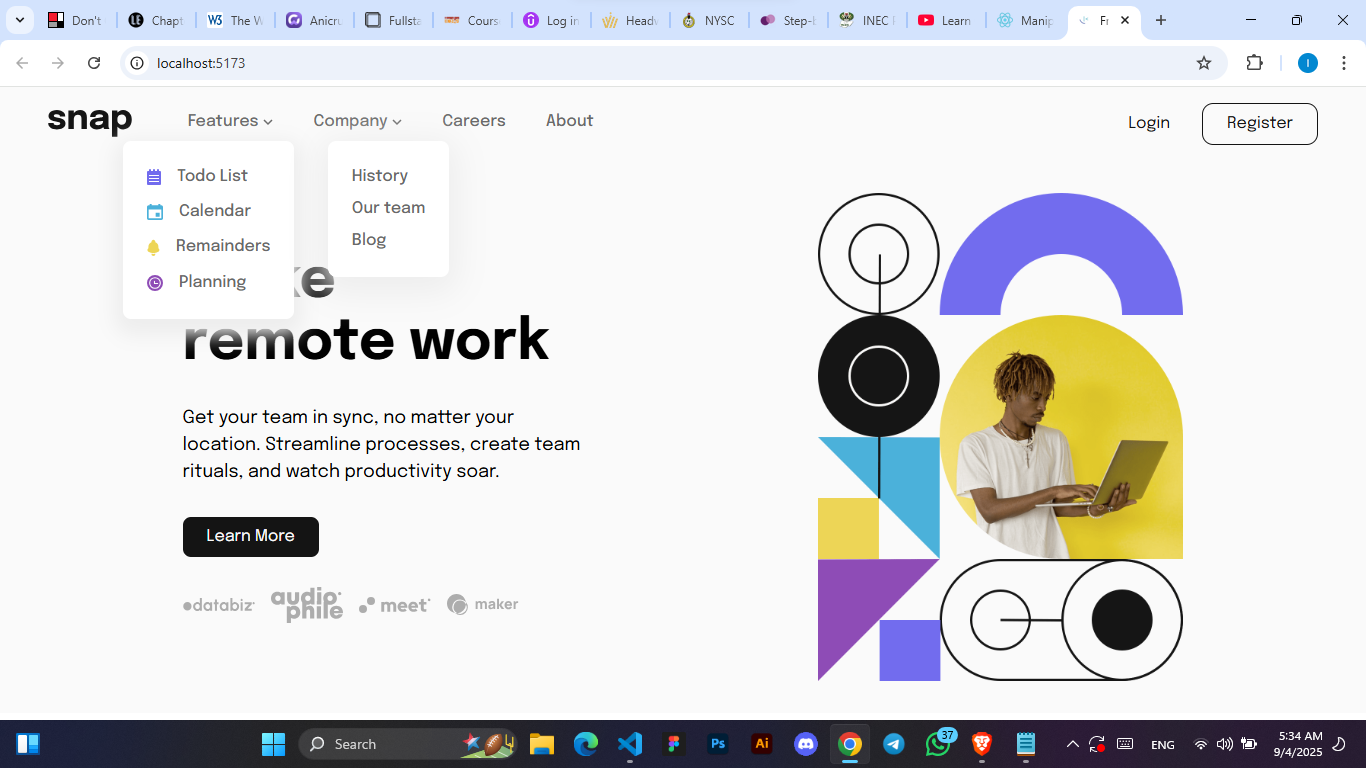 Don't
Chapt
The W
Anicru
Fullsta
Course
Log in
Headw
NYSC
Step-b
INEC
Learn
Manip
Fr
localhost:5173
snap
Features
Company
Careers
About
Login
Register
Todo List
Calendar
Remainders
Planning
History
Our team
Blog
ke
remote work
Get your team in sync, no matter your
location. Streamline processes, create team
rituals, and watch productivity soar.
Learn More
databiz
audiophile
meet
maker
Search
37
ENG
5:34 AM
9/4/2025